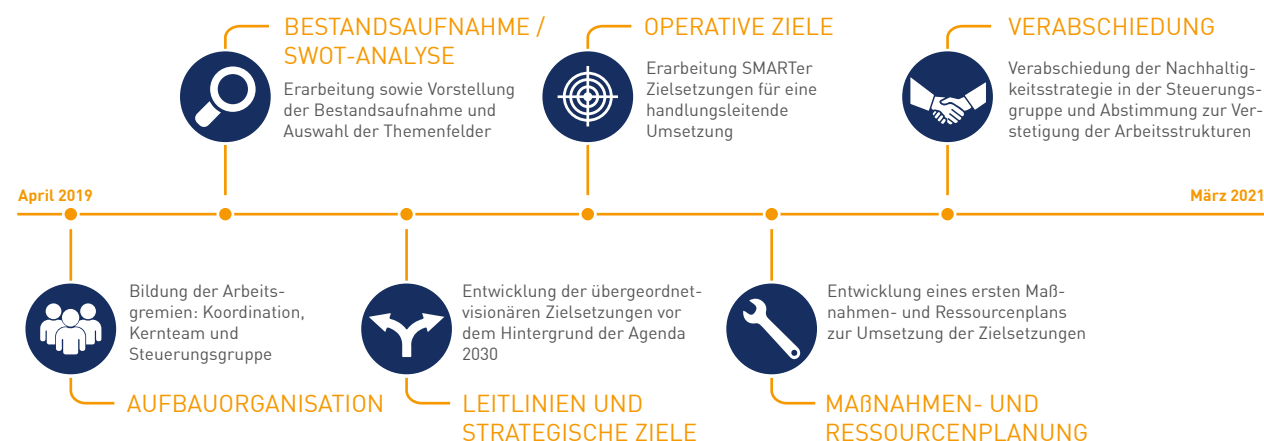 BESTANDSAUFNAHME /
SWOT-ANALYSE
Erarbeitung sowie Vorstellung
der Bestandsaufnahme und
Auswahl der Themenfelder
OPERATIVE ZIELE
Erarbeitung SMARTer
Zielsetzungen für eine
handlungsleitende
Umsetzung
VERABSCHIEDUNG
Verabschiedung der Nachhaltig-
keitsstrategie in der Steuerungs-
gruppe und Abstimmung zur Ver-
stetigung der Arbeitsstrukturen
April 2019
März 2021
Bildung der Arbeits-
gremien: Koordination,
Kernteam und
Steuerungsgruppe
AUFBAUORGANISATION
Entwicklung der übergeordnet-
visionären Zielsetzungen vor
dem Hintergrund der Agenda
2030
LEITLINIEN UND
STRATEGISCHE ZIELE
Entwicklung eines ersten Maß-
nahmen- und Ressourcenplans
zur Umsetzung der Zielsetzungen
MAßNAHMEN- UND
RESSOURCENPLANUNG